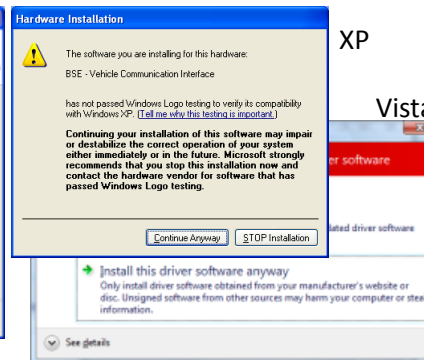 Hardware Installation
XP
The software you are installing for this hardware:
BSE - Vehicle Communication Interface
has not passed Windows Logo testing to verify its compatibility
with Windows XP. (Tell me why this testing is important.)
Continuing your installation of this software may impair
or destabilize the correct operation of your system
either immediately or in the future. Microsoft strongly
recommends that you stop this installation now and
contact the hardware vendor for software that has
passed Windows Logo testing.
Continue Anyway
STOP Installation
Vista
er software
lated driver software
Install this driver software anyway
Only install driver software obtained from your manufacturer's website or
disc. Unsigned software from other sources may harm your computer or steal
information.
See details